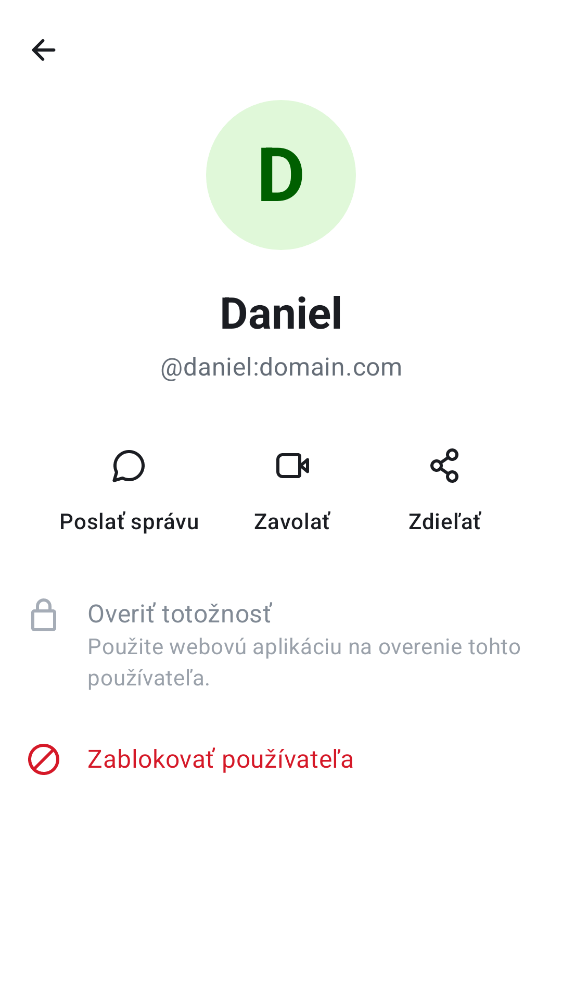 D
Daniel
@daniel:domain.com
Poslať správu
Zavolať
Zdieľať
Overiť totožnosť
Použite webovú aplikáciu na overenie tohto
používateľa.
Zablokovať používateľa